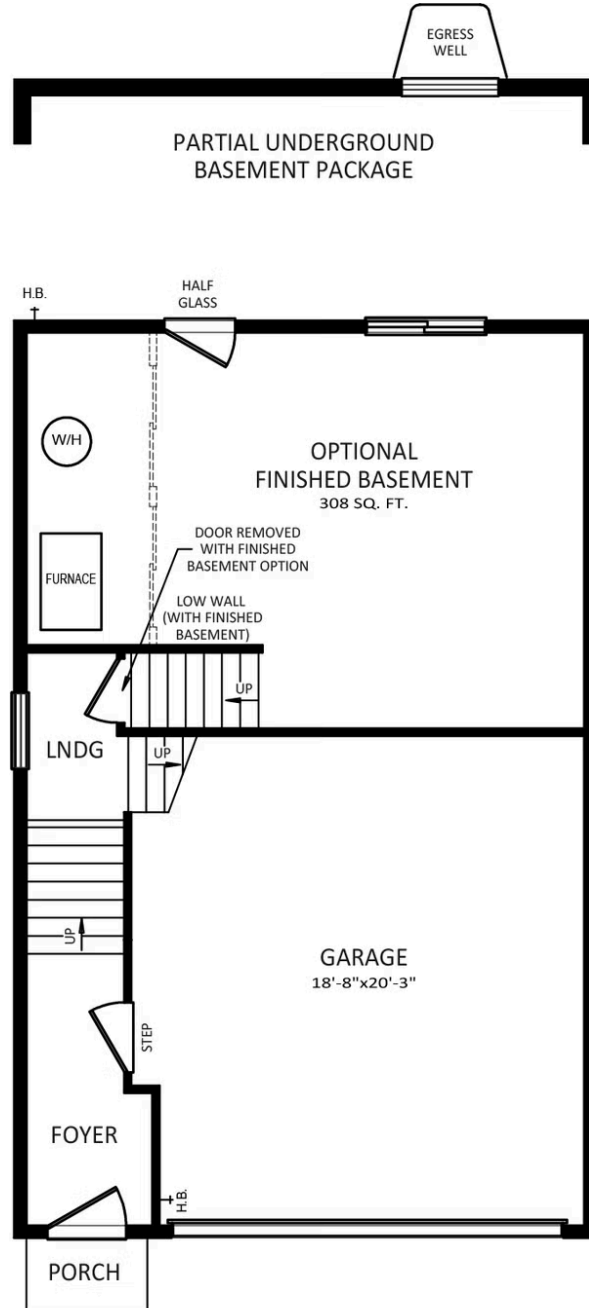 EGRESS
WELL
PARTIAL UNDERGROUND
BASEMENT PACKAGE
H.B.
HALF
GLASS
W/H
OPTIONAL
FINISHED BASEMENT
308 SQ. FT.
DOOR REMOVED
WITH FINISHED
BASEMENT OPTION
FURNACE
LOW WALL
(WITH FINISHED
BASEMENT)
UP
LNDG
UP
UP
GARAGE
18'-8"x20'-3"
STEP
FOYER
H.B.
PORCH